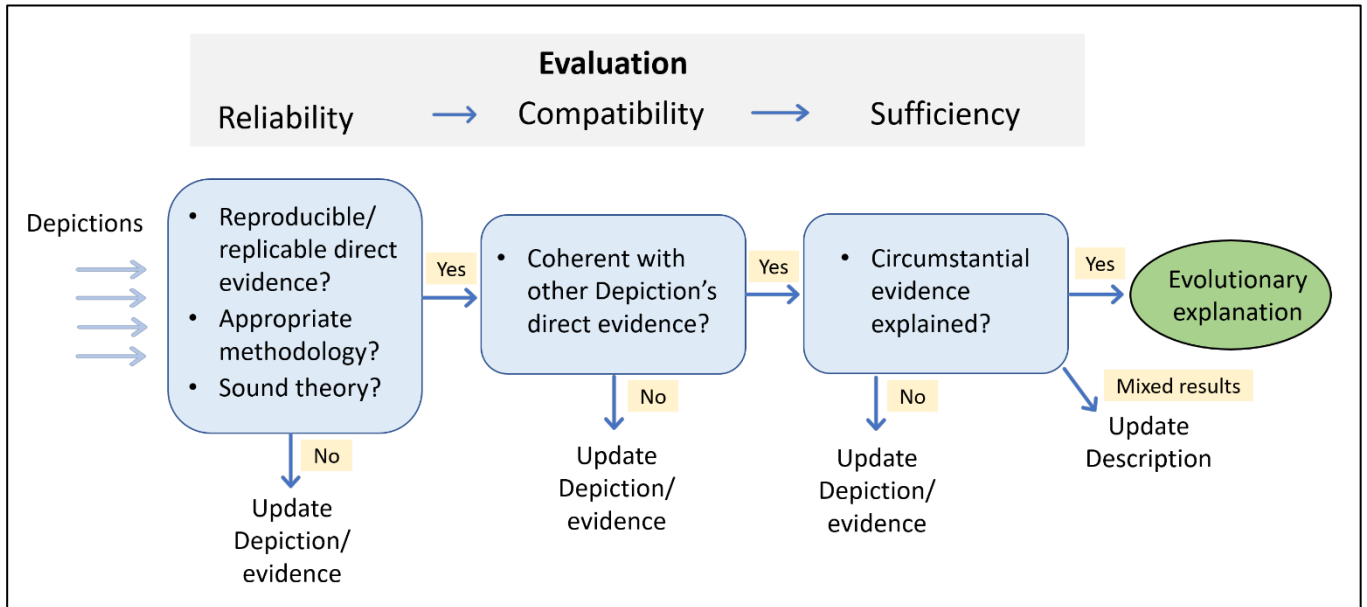 Evaluation
Reliability
Compatibility
Sufficiency
Depictions
• Reproducible/
replicable direct
evidence?
• Appropriate
methodology?
• Sound theory?
Yes
• Coherent with
other Depiction’s
direct evidence?
Yes
• Circumstantial
evidence
explained?
Yes
Evolutionary
explanation
No
Update
Depiction/
evidence
No
Update
Depiction/
evidence
No
Update
Depiction/
evidence
Mixed results
Update
Description